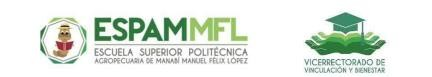 ESPAMMFL
ESCUELA SUPERIOR POLITÉCNICA
AGROPECUARIA DE MANABÍ MANUEL FÉLIX LÓPEZ
VICERRECTORADO DE
VINCULACIÓN Y BIENESTAR